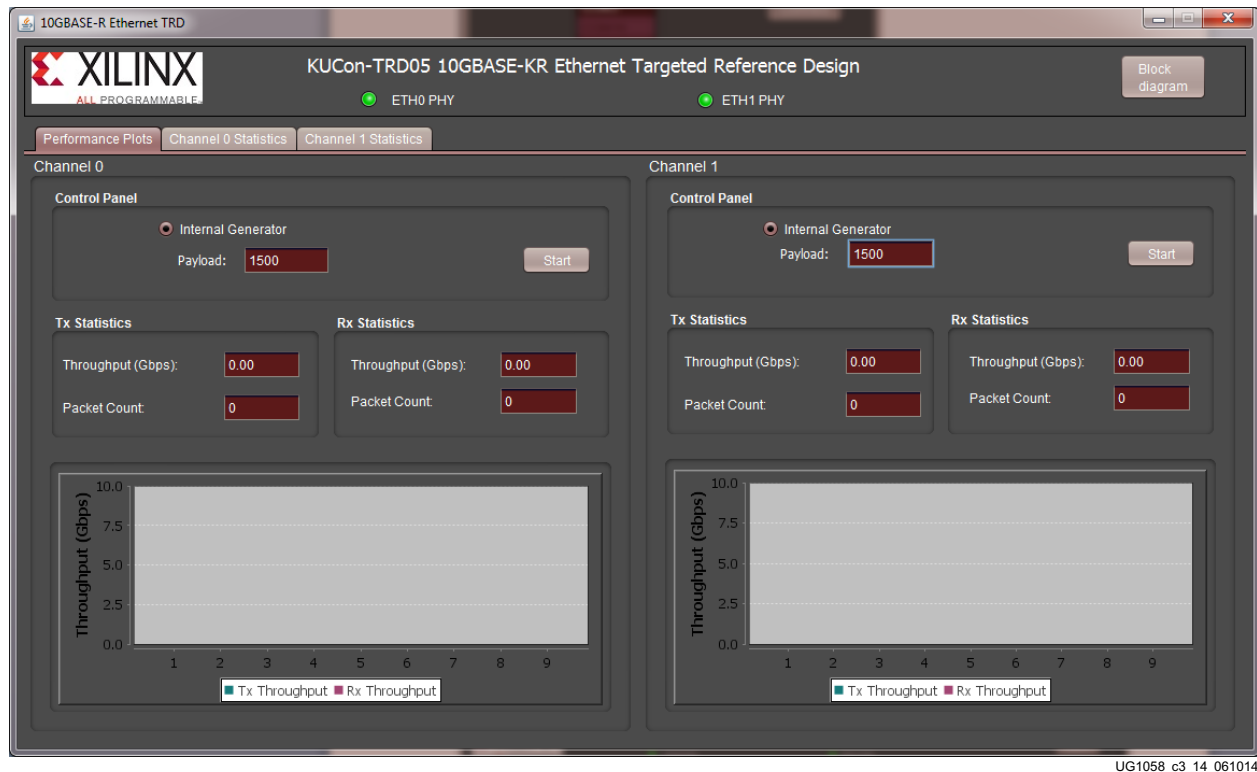 10GBASE-R Ethernet TRD
XILINX
ALL PROGRAMMABLE™
KUCon-TRD05 10GBASE-KR Ethernet Targeted Reference Design
ETH0 PHY
ETH1 PHY
Block
diagram
Performance Plots
Channel 0 Statistics
Channel 1 Statistics
Channel 0
Control Panel
Internal Generator
Payload: 1500
Start
Tx Statistics
Throughput (Gbps): 0.00
Packet Count: 0
Rx Statistics
Throughput (Gbps): 0.00
Packet Count: 0
Throughput (Gbps)
10.0
7.5
5.0
2.5
0.0
1 2 3 4 5 6 7 8 9
Tx Throughput Rx Throughput
Channel 1
Control Panel
Internal Generator
Payload: 1500
Start
Tx Statistics
Throughput (Gbps): 0.00
Packet Count: 0
Rx Statistics
Throughput (Gbps): 0.00
Packet Count: 0
Throughput (Gbps)
10.0
7.5
5.0
2.5
0.0
1 2 3 4 5 6 7 8 9
Tx Throughput Rx Throughput
UG1058_c3_14_061014